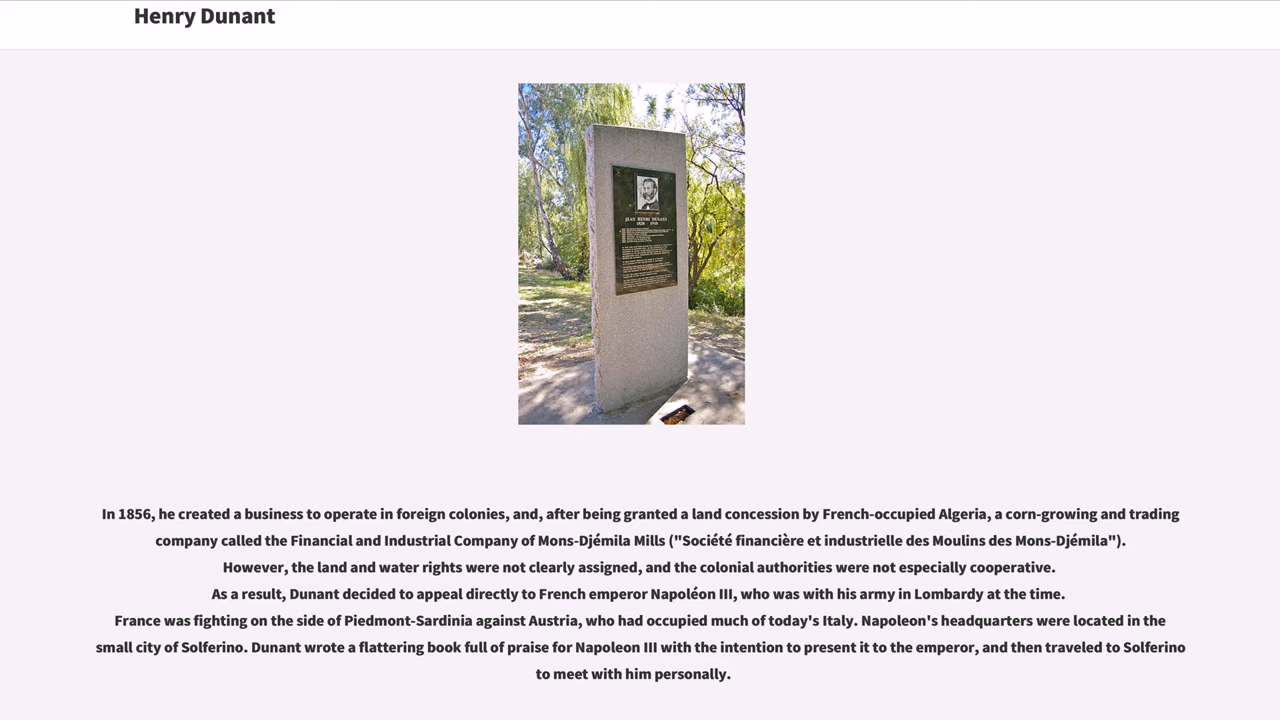 Henry Dunant
JEAN HENRI DUNANT
1828 - 1910
In 1856, he created a business to operate in foreign colonies, and, after being granted a land concession by French-occupied Algeria, a corn-growing and trading
company called the Financial and Industrial Company of Mons-Djémila Mills ("Société financière et industrielle des Moulins des Mons-Djémila").
However, the land and water rights were not clearly assigned, and the colonial authorities were not especially cooperative.
As a result, Dunant decided to appeal directly to French emperor Napoléon III, who was with his army in Lombardy at the time.
France was fighting on the side of Piedmont-Sardinia against Austria, who had occupied much of today's Italy. Napoleon's headquarters were located in the
small city of Solferino. Dunant wrote a flattering book full of praise for Napoleon III with the intention to present it to the emperor, and then traveled to Solferino
to meet with him personally.